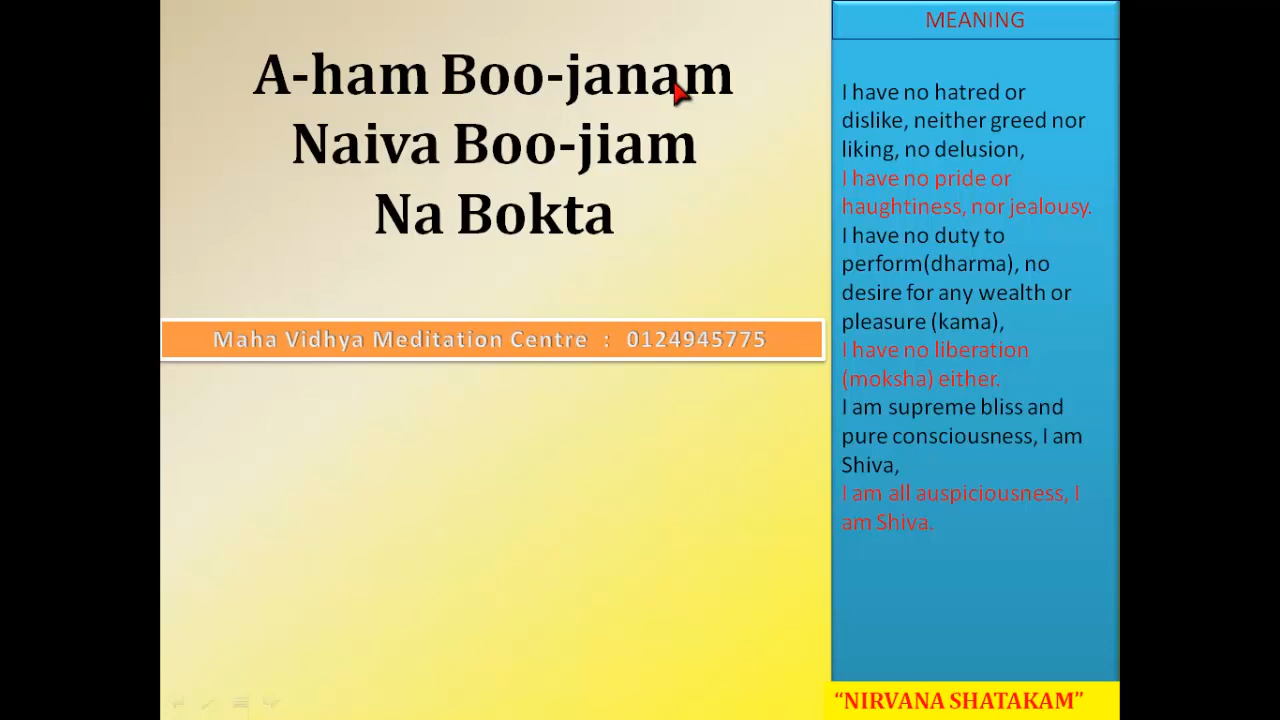 A-ham Boo-janam
Naiva Boo-jiam
Na Bokta
Maha Vidhya Meditation Centre : 0124945775
MEANING
I have no hatred or
dislike, neither greed nor
liking, no delusion,
I have no pride or
haughtiness, nor jealousy.
I have no duty to
perform(dharma), no
desire for any wealth or
pleasure (kama),
I have no liberation
(moksha) either.
I am supreme bliss and
pure consciousness, I am
Shiva,
I am all auspiciousness, I
am Shiva.
“NIRVANA SHATAKAM”